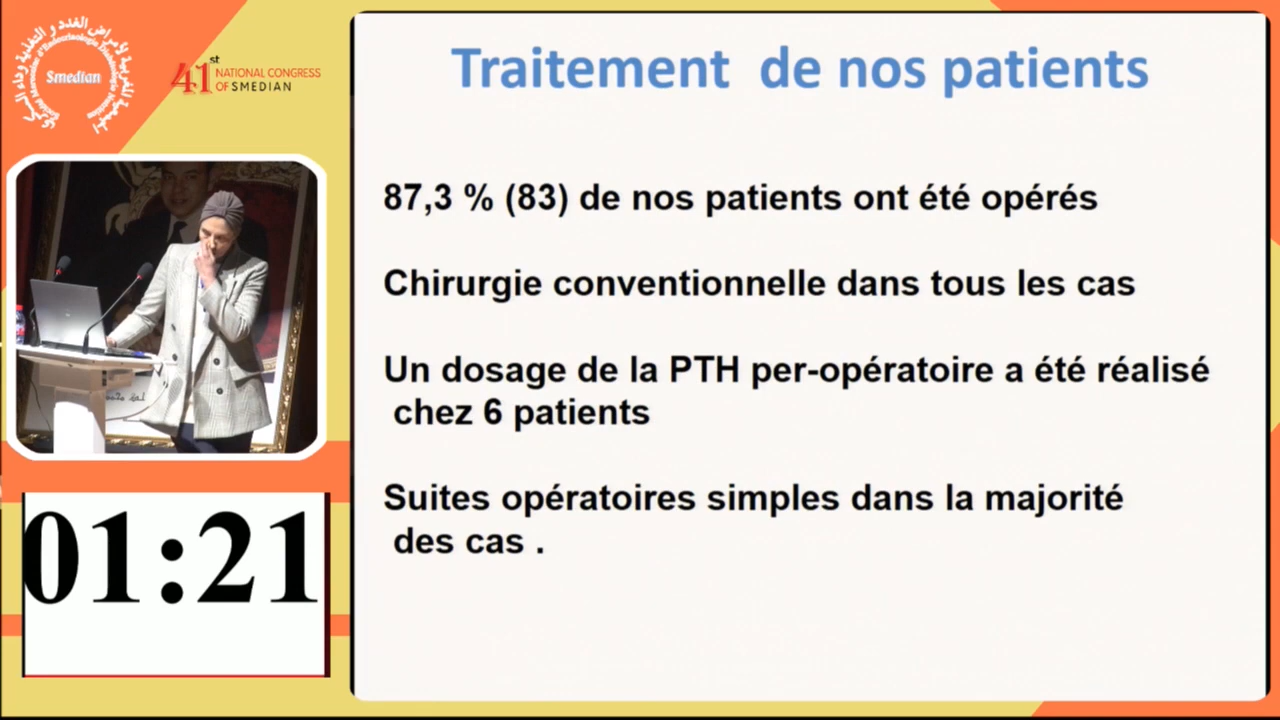 Smedian
41st NATIONAL CONGRESS
OF SMEDIAN
Traitement de nos patients
87,3 % (83) de nos patients ont été opérés
Chirurgie conventionnelle dans tous les cas
Un dosage de la PTH per-opératoire a été réalisé
chez 6 patients
Suites opératoires simples dans la majorité
des cas .
01:21